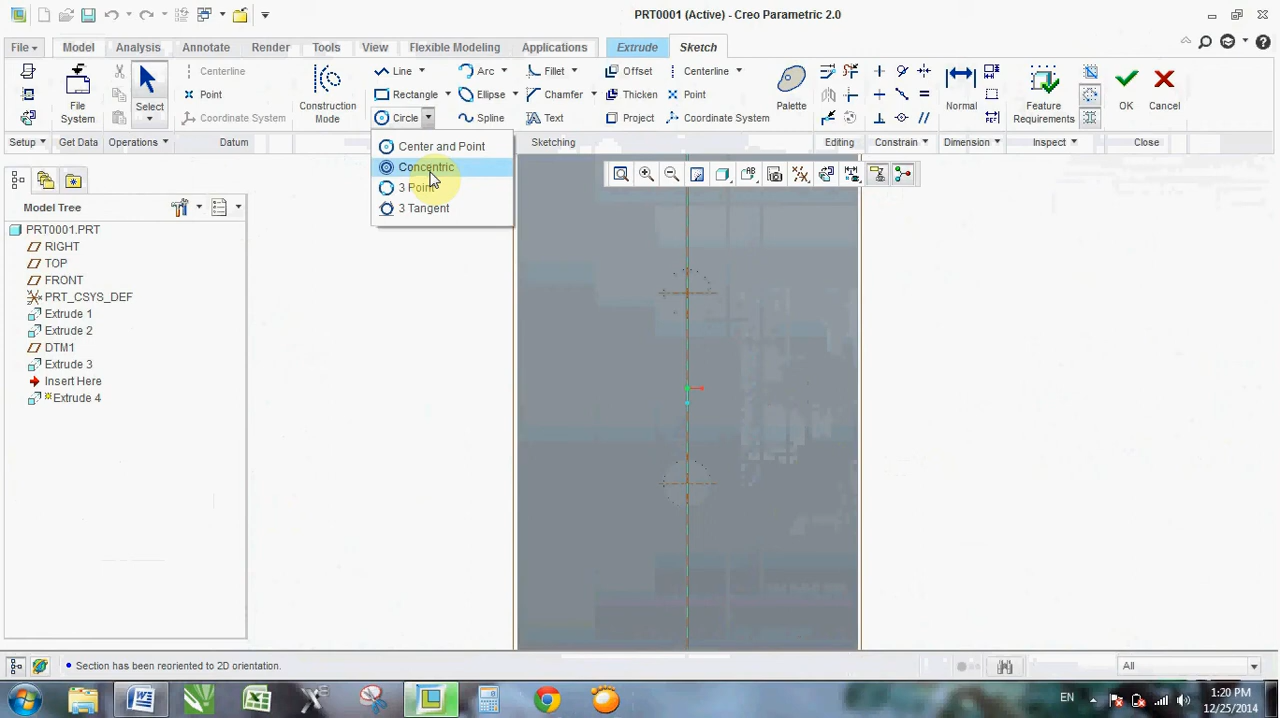 PRT0001 (Active) - Creo Parametric 2.0
File Model Analysis Annotate Render Tools View Flexible Modeling Applications Extrude Sketch
Centerline Line Arc Fillet Offset Centerline
Point Rectangle Ellipse Chamfer Thicken Point
File System Select Coordinate System Construction Mode Circle Spline Text Project Coordinate System Palette Normal Feature Requirements OK Cancel
Setup Get Data Operations Datum Sketching Constrain Dimension Inspect Close
Center and Point
Concentric
3 Point
3 Tangent
Model Tree
PRT0001.PRT
RIGHT
TOP
FRONT
PRT_CSYS_DEF
Extrude 1
Extrude 2
DTM1
Extrude 3
Insert Here
Extrude 4
Section has been reoriented to 2D orientation.
All
EN
1:20 PM
12/25/2014